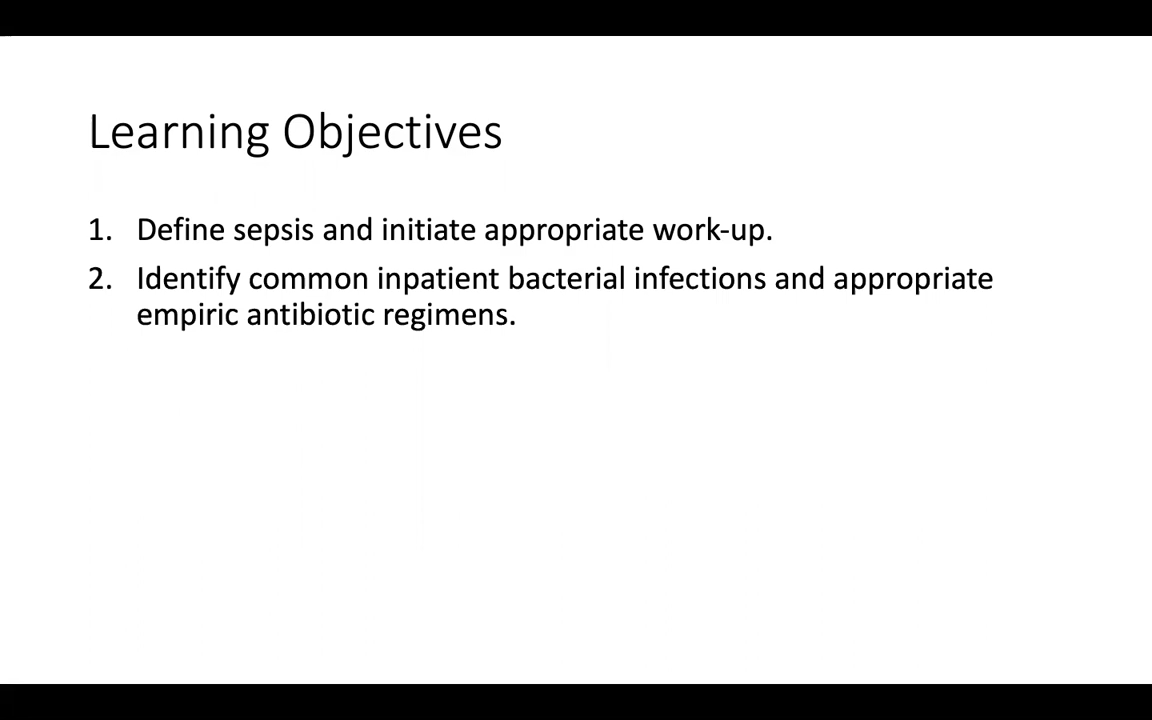 Learning Objectives
1. Define sepsis and initiate appropriate work-up.
2. Identify common inpatient bacterial infections and appropriate
empiric antibiotic regimens.